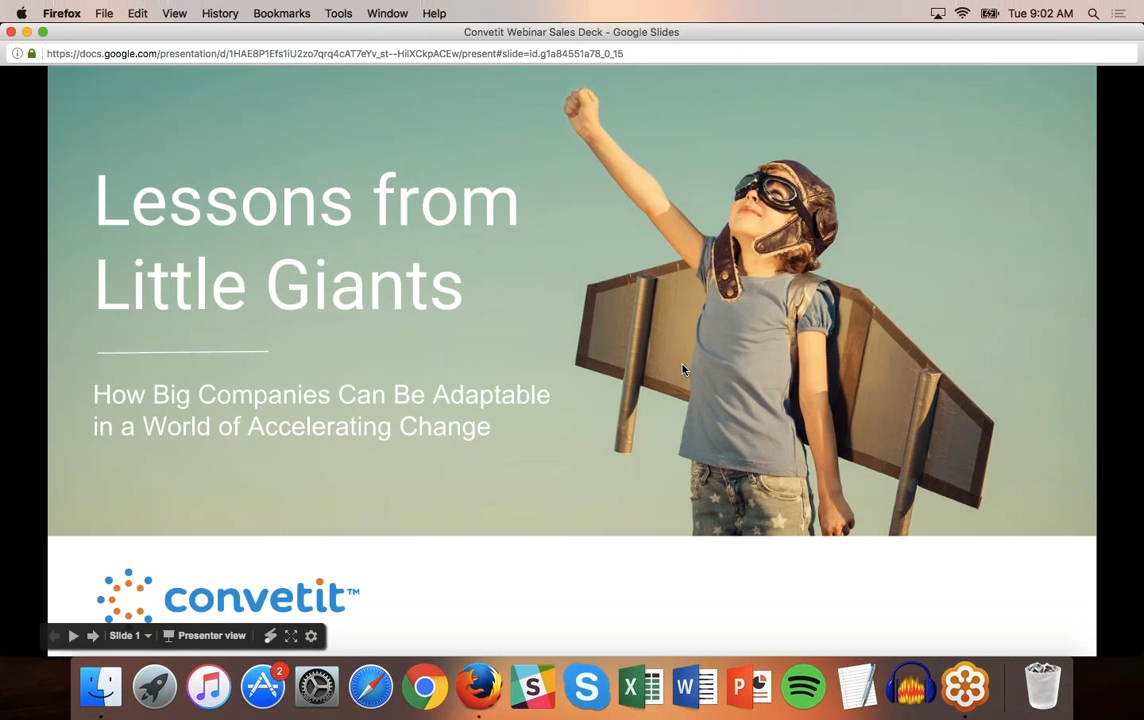 Firefox File Edit View History Bookmarks Tools Window Help Tue 9:02 AM
Convetit Webinar Sales Deck - Google Slides
https://docs.google.com/presentation/d/1HAE8P1Efs1iU2zo7qrq4cAT7eYv_st--HilXCkpACEw/present#slide=id.g1a84551a78_0_15
Lessons from
Little Giants
How Big Companies Can Be Adaptable
in a World of Accelerating Change
convetit™
Slide 1 Presenter view
2
S S X W P